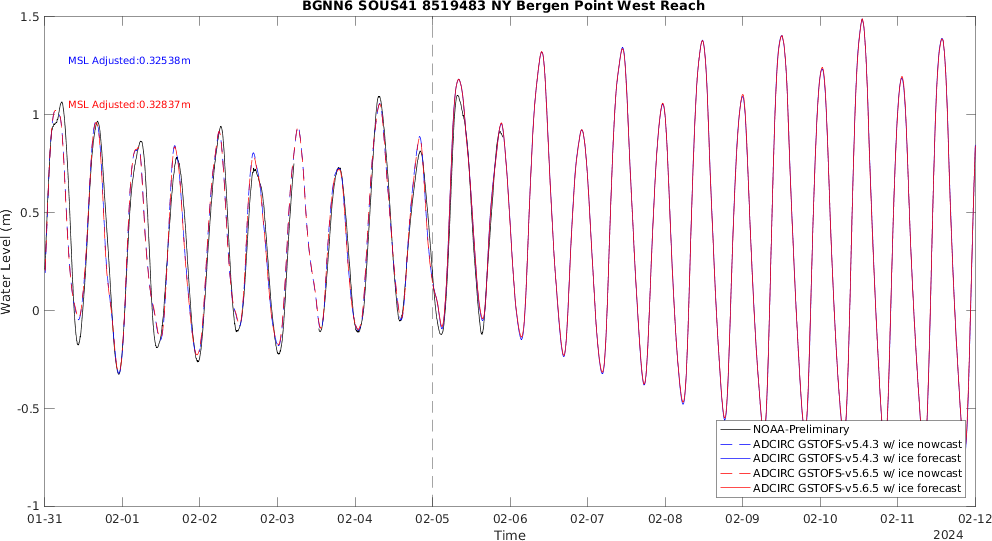 BGNN6 SOUS41 8519483 NY Bergen Point West Reach
1.5
MSL Adjusted:0.32538m
MSL Adjusted:0.32837m
1
0.5
Water Level (m)
0
-0.5
NOAA-Preliminary
ADCIRC GSTOFS-v5.4.3 w/ ice nowcast
ADCIRC GSTOFS-v5.4.3 w/ ice forecast
ADCIRC GSTOFS-v5.6.5 w/ ice nowcast
ADCIRC GSTOFS-v5.6.5 w/ ice forecast
-1
01-31 02-01 02-02 02-03 02-04 02-05 02-06 02-07 02-08 02-09 02-10 02-11 02-12
Time
2024